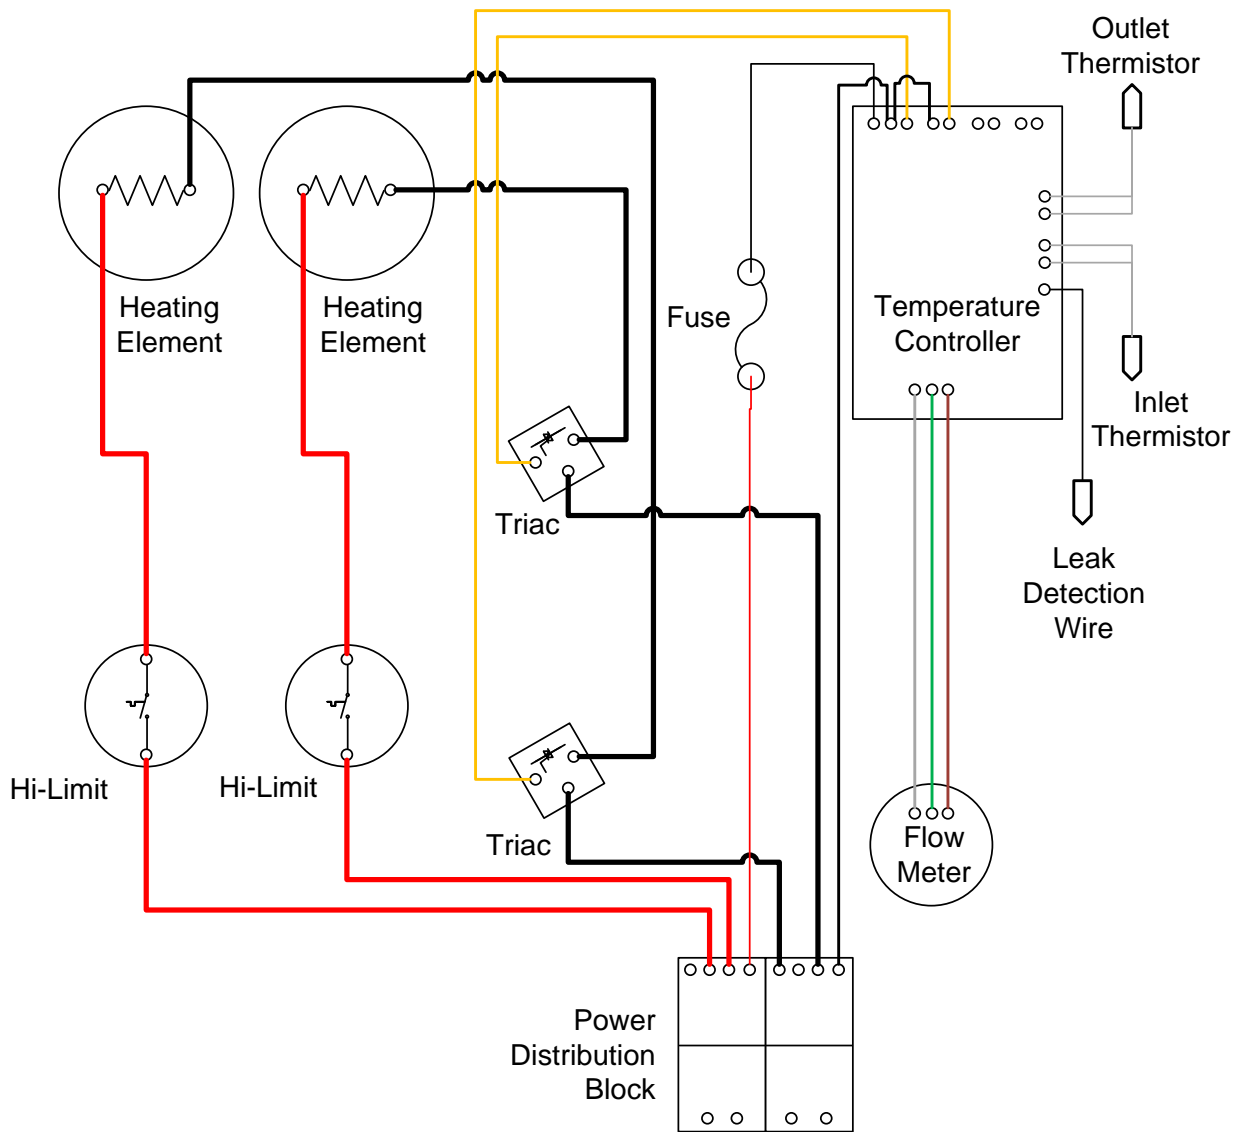 Outlet
Thermistor
Heating
Element
Heating
Element
Fuse
Temperature
Controller
Inlet
Thermistor
Triac
Leak
Detection
Wire
Hi-Limit
Hi-Limit
Triac
Flow
Meter
Power
Distribution
Block